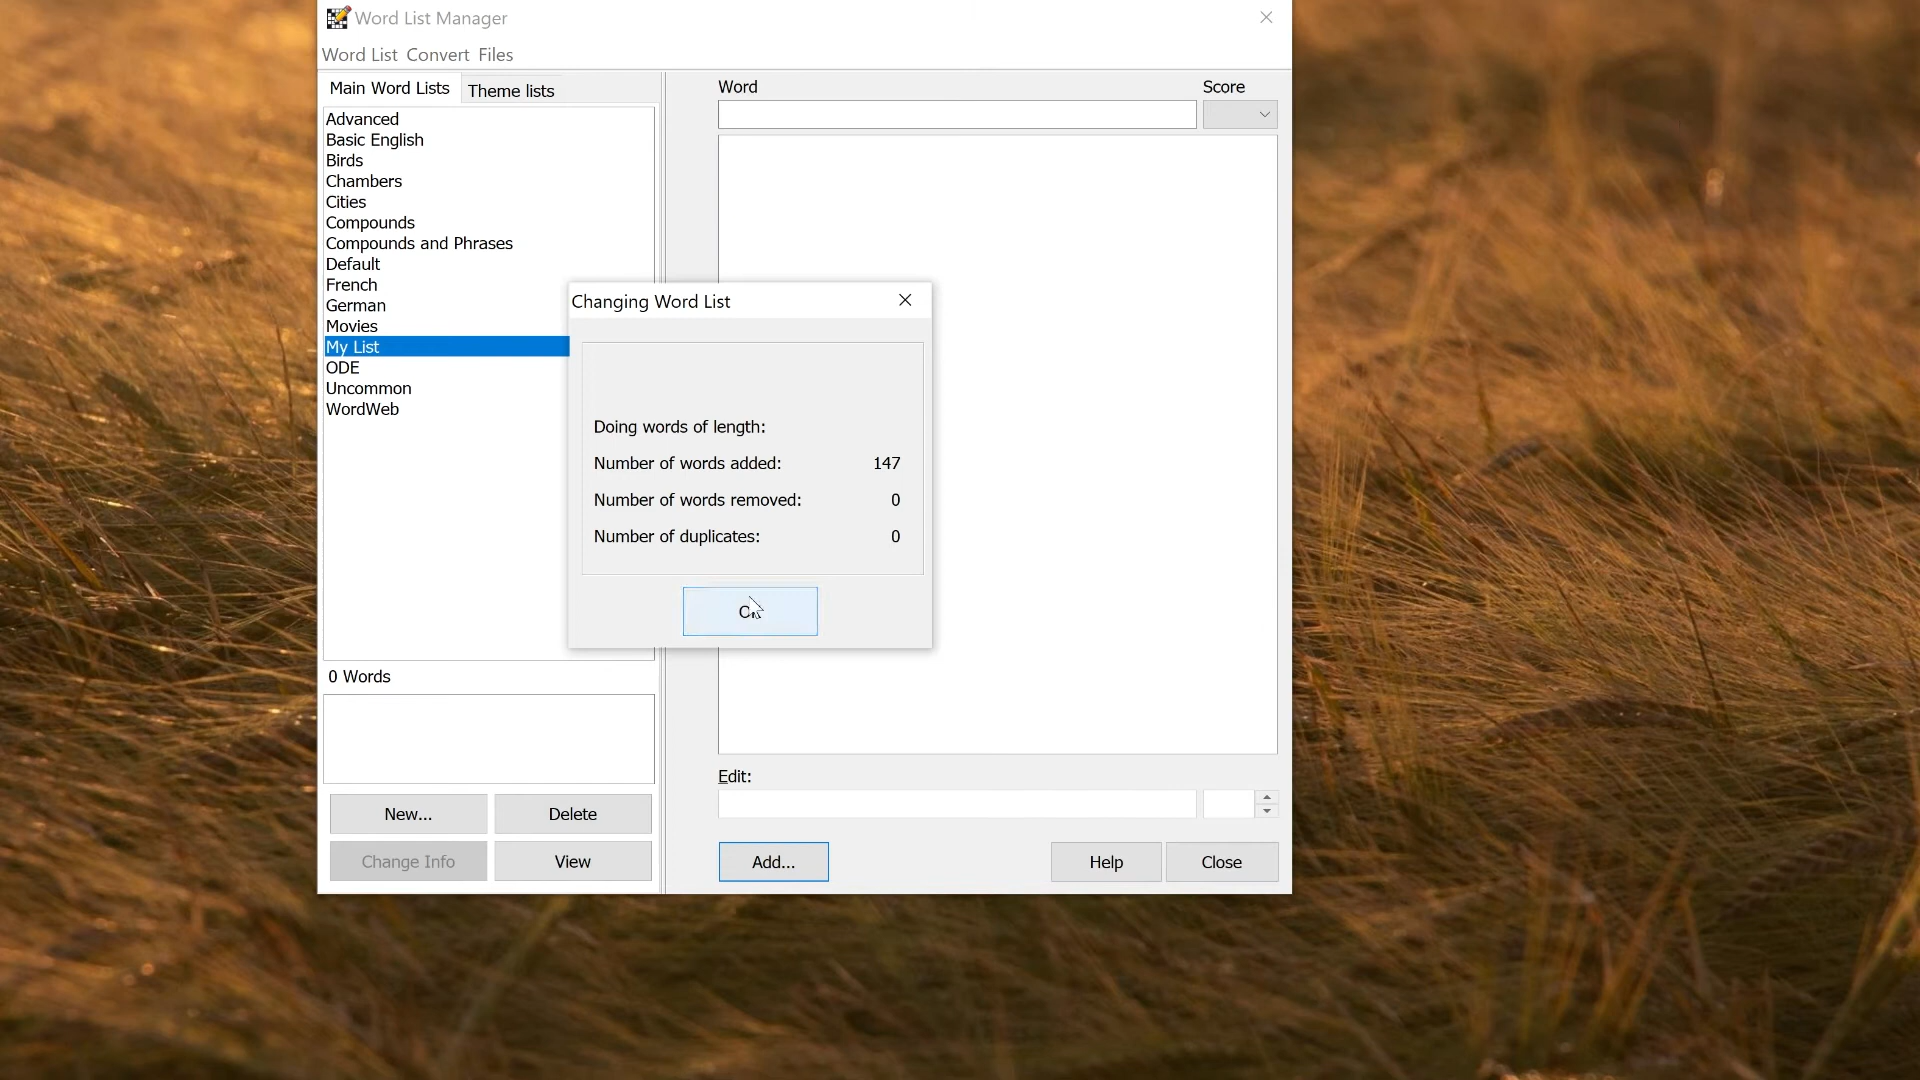 Word List Manager
Word List Convert Files
Main Word Lists Theme lists
Advanced
Basic English
Birds
Chambers
Cities
Compounds
Compounds and Phrases
Default
French
German
Movies
My List
ODE
Uncommon
WordWeb
0 Words
New... Delete
Change Info View
Word Score
Changing Word List
Doing words of length:
Number of words added: 147
Number of words removed: 0
Number of duplicates: 0
Edit:
Add... Help Close